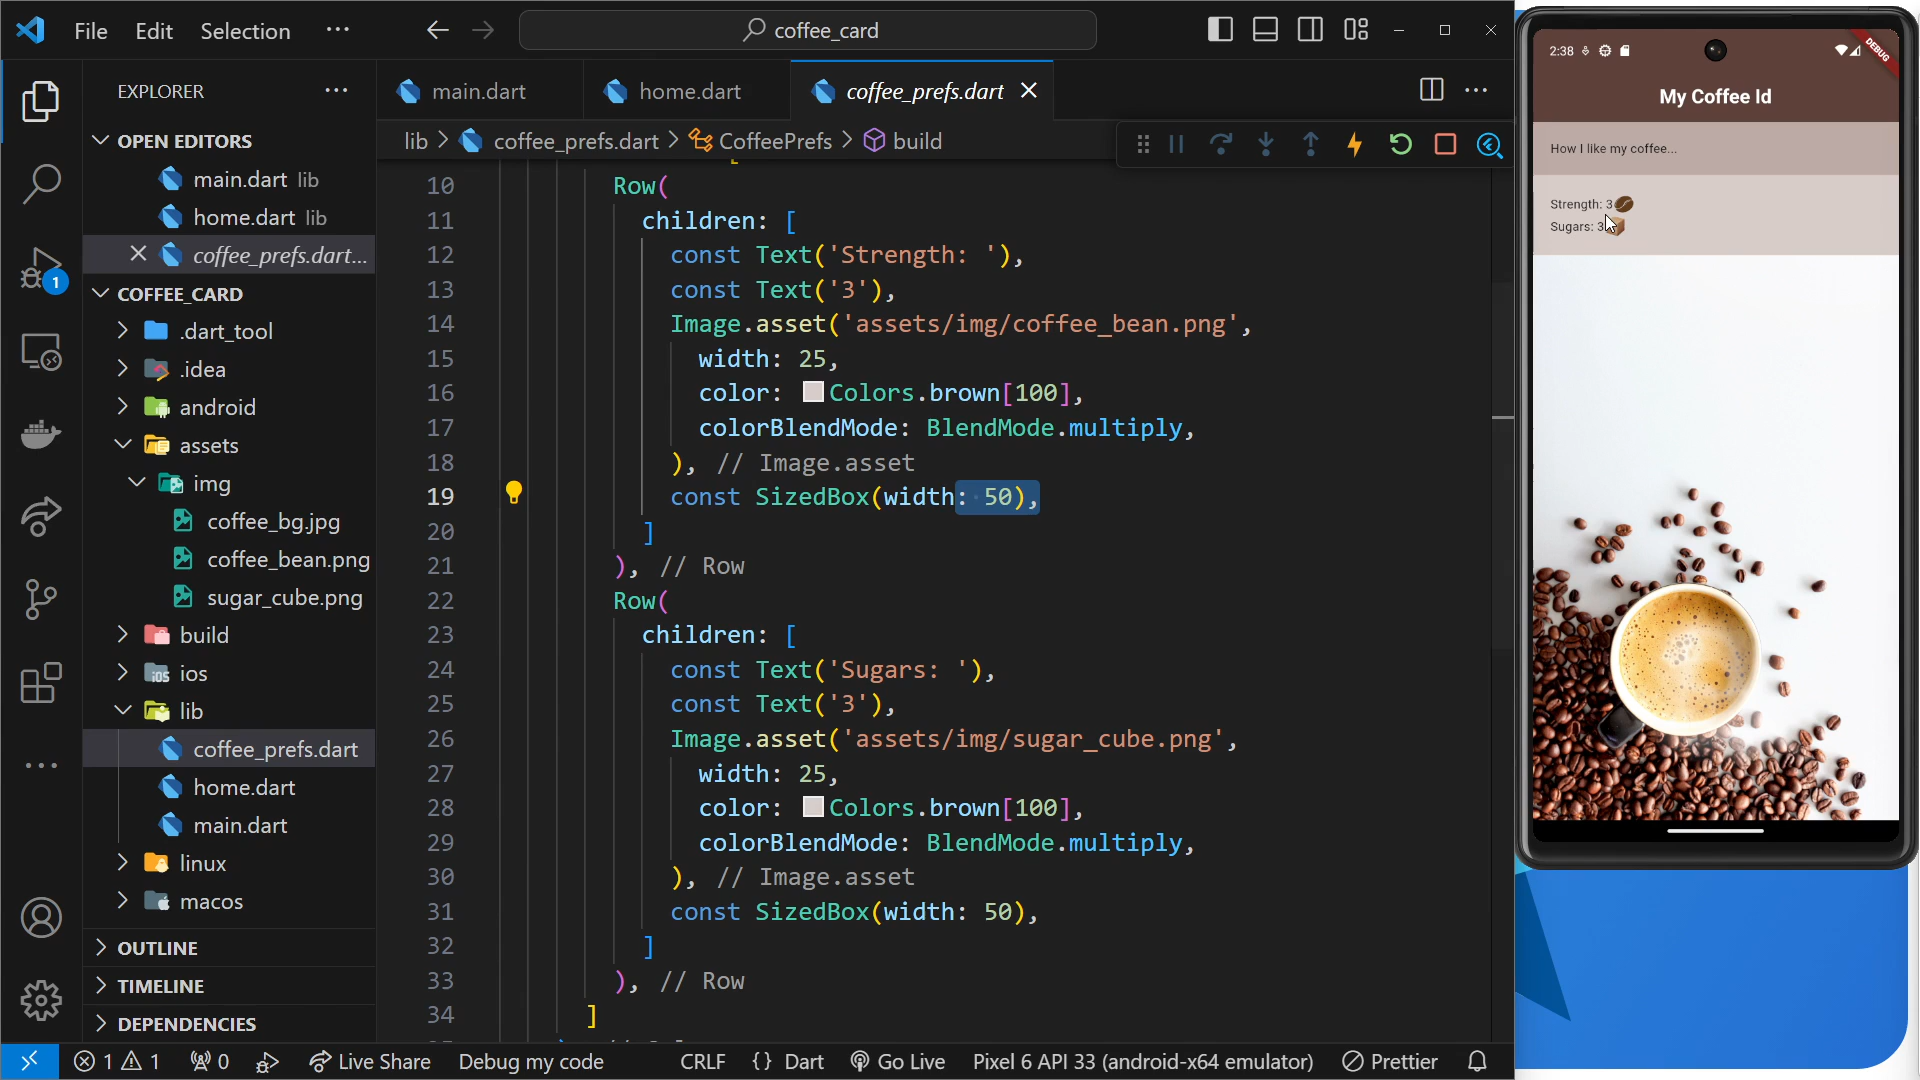 File Edit Selection ··· coffee_card
EXPLORER ···
OPEN EDITORS
main.dart lib
home.dart lib
coffee_prefs.dart...
1
COFFEE_CARD
.dart_tool
.idea
android
assets
img
coffee_bg.jpg
coffee_bean.png
sugar_cube.png
build
ios
lib
coffee_prefs.dart
home.dart
main.dart
linux
macos
OUTLINE
TIMELINE
DEPENDENCIES
main.dart home.dart coffee_prefs.dart
lib > coffee_prefs.dart > CoffeePrefs > build
10 Row(
11 children: [
12 const Text('Strength: '),
13 const Text('3'),
14 Image.asset('assets/img/coffee_bean.png',
15 width: 25,
16 color: Colors.brown[100],
17 colorBlendMode: BlendMode.multiply,
18 ), // Image.asset
19 const SizedBox(width: 50),
20 ]
21 ), // Row
22 Row(
23 children: [
24 const Text('Sugars: '),
25 const Text('3'),
26 Image.asset('assets/img/sugar_cube.png',
27 width: 25,
28 color: Colors.brown[100],
29 colorBlendMode: BlendMode.multiply,
30 ), // Image.asset
31 const SizedBox(width: 50),
32 ]
33 ), // Row
34 ]
1 1 0 Live Share Debug my code CRLF {} Dart Go Live Pixel 6 API 33 (android-x64 emulator) Prettier
2:38
DEBUG
My Coffee Id
How I like my coffee...
Strength: 3
Sugars: 3